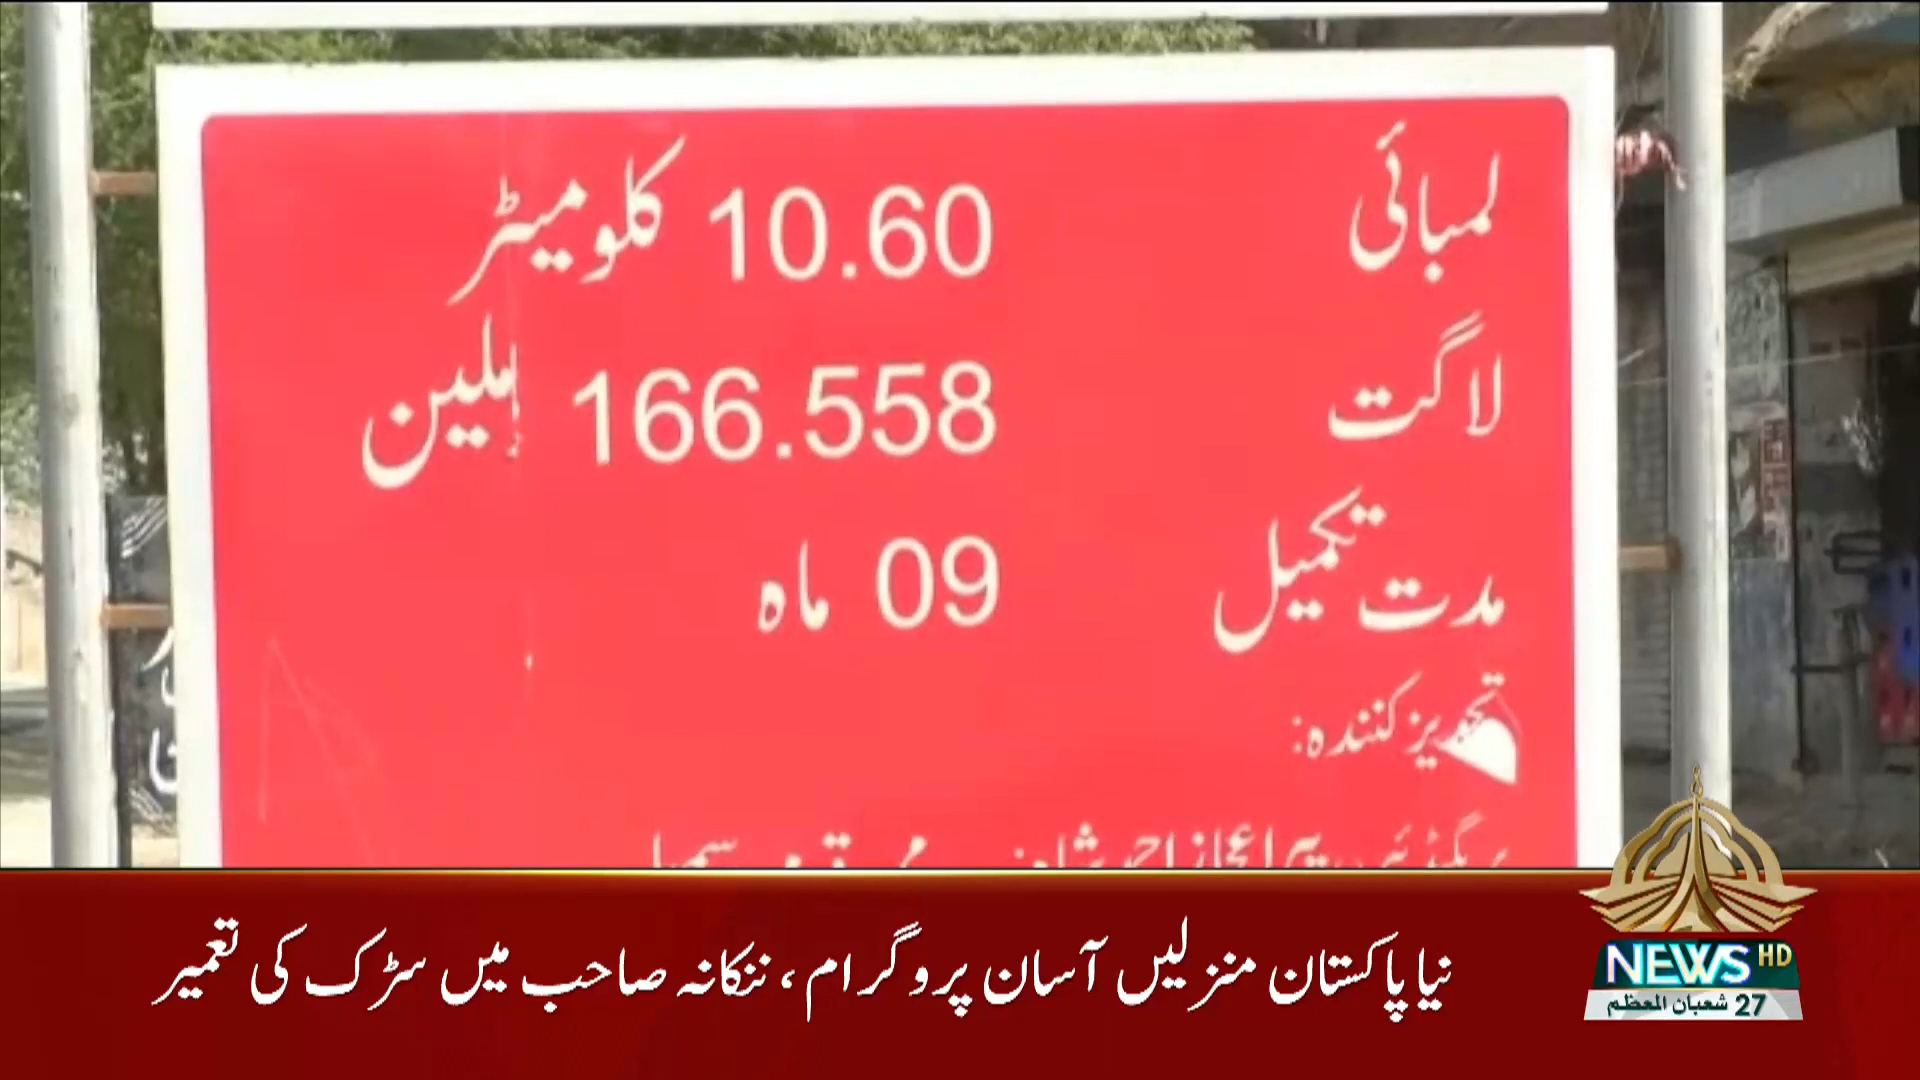 لمبائی 10.60 کلومیٹر
لاگت 166.558 ملین
مدت تکمیل 09 ماہ
تجویز کنندہ:
نیا پاکستان منزلیں آسان پروگرام، ننکانہ صاحب میں سڑک کی تعمیر
NEWS HD
27 شعبان المعظم